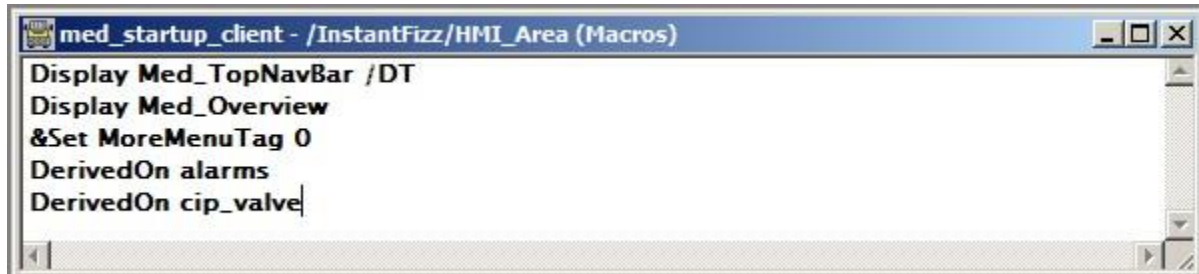 med_startup_client - /InstantFizz/HMI_Area (Macros)
Display Med_TopNavBar /DT
Display Med_Overview
&Set MoreMenuTag 0
DerivedOn alarms
DerivedOn cip_valve